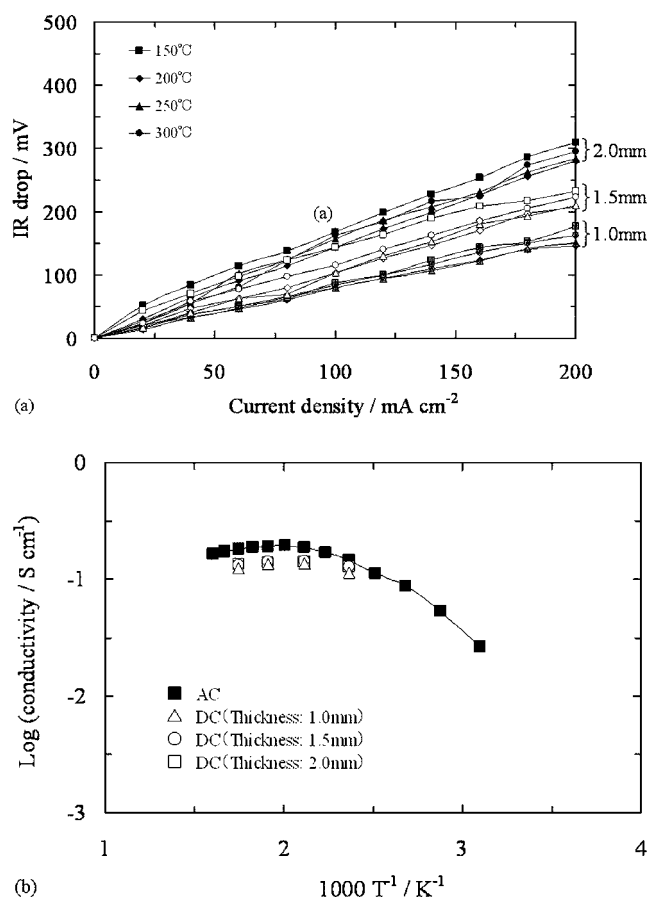 500
400
300
200
100
0
IR drop / mV
150℃
200℃
250℃
300℃
(a)
2.0mm
1.5mm
1.0mm
0 50 100 150 200
(a) Current density / mA cm⁻²
0
-1
-2
-3
Log (conductivity / S cm⁻¹)
AC
DC(Thickness: 1.0mm)
DC(Thickness: 1.5mm)
DC(Thickness: 2.0mm)
1 2 3 4
(b) 1000 T⁻¹ / K⁻¹